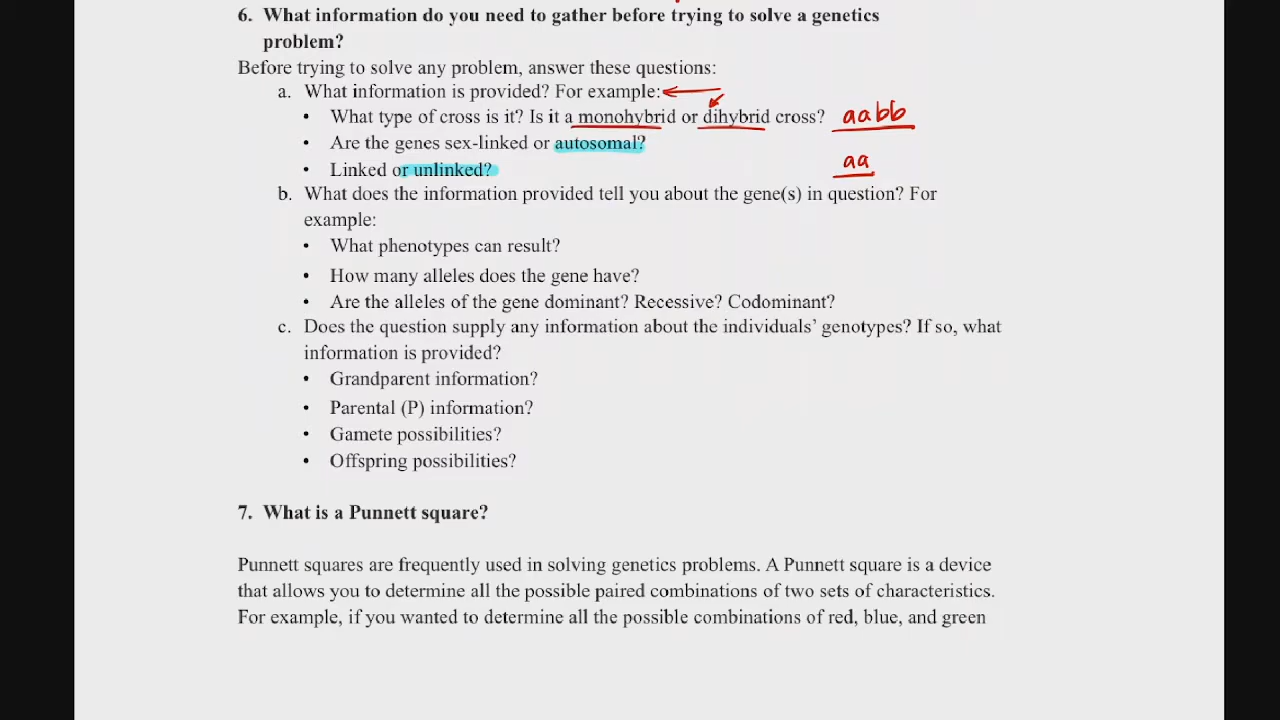 6. What information do you need to gather before trying to solve a genetics
problem?
Before trying to solve any problem, answer these questions:
a. What information is provided? For example:
• What type of cross is it? Is it a monohybrid or dihybrid cross? aabb
• Are the genes sex-linked or autosomal?
• Linked or unlinked? aa
b. What does the information provided tell you about the gene(s) in question? For
example:
• What phenotypes can result?
• How many alleles does the gene have?
• Are the alleles of the gene dominant? Recessive? Codominant?
c. Does the question supply any information about the individuals’ genotypes? If so, what
information is provided?
• Grandparent information?
• Parental (P) information?
• Gamete possibilities?
• Offspring possibilities?
7. What is a Punnett square?
Punnett squares are frequently used in solving genetics problems. A Punnett square is a device
that allows you to determine all the possible paired combinations of two sets of characteristics.
For example, if you wanted to determine all the possible combinations of red, blue, and green